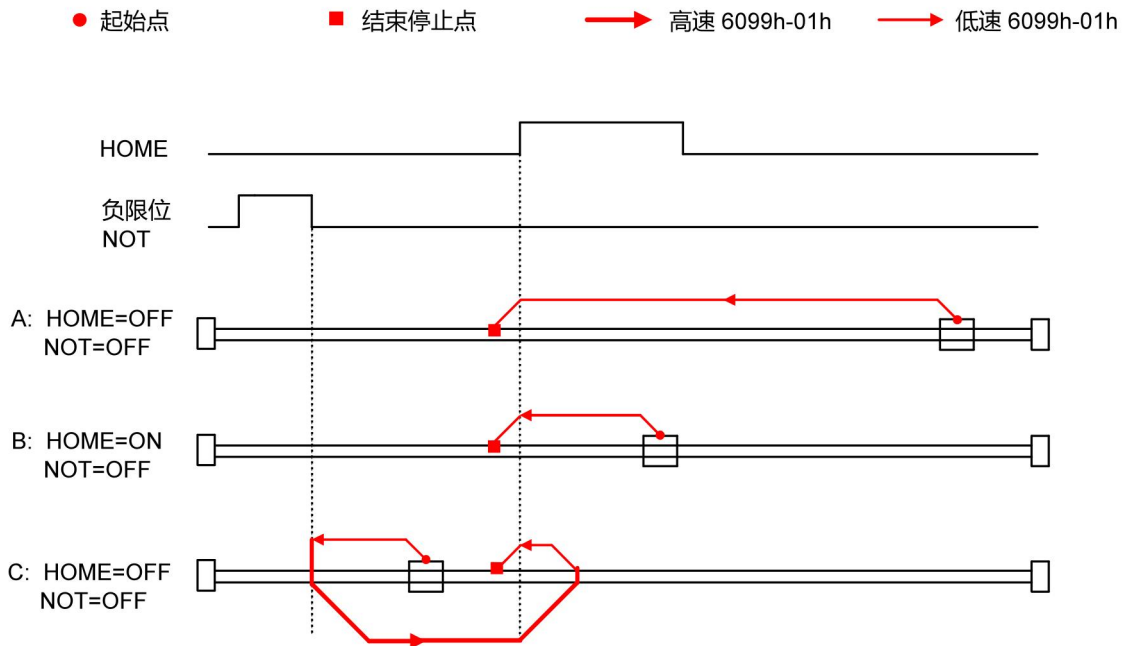 起始点
结束停止点
高速 6099h-01h
低速 6099h-01h
HOME
负限位
NOT
A: HOME=OFF
NOT=OFF
B: HOME=ON
NOT=OFF
C: HOME=OFF
NOT=OFF